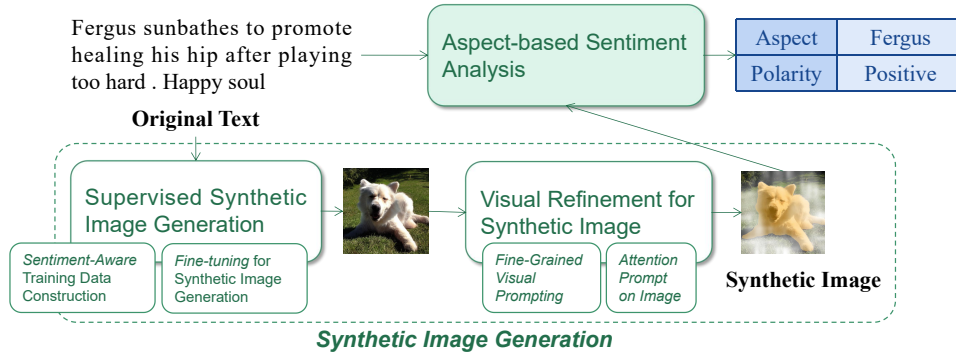 Fergus sunbathes to promote
healing his hip after playing
too hard . Happy soul
Original Text
Aspect-based Sentiment
Analysis
Aspect Fergus
Polarity Positive
Supervised Synthetic
Image Generation
Sentiment-Aware
Training Data
Construction
Fine-tuning for
Synthetic Image
Generation
Visual Refinement for
Synthetic Image
Fine-Grained
Visual
Prompting
Attention
Prompt
on Image
Synthetic Image
Synthetic Image Generation